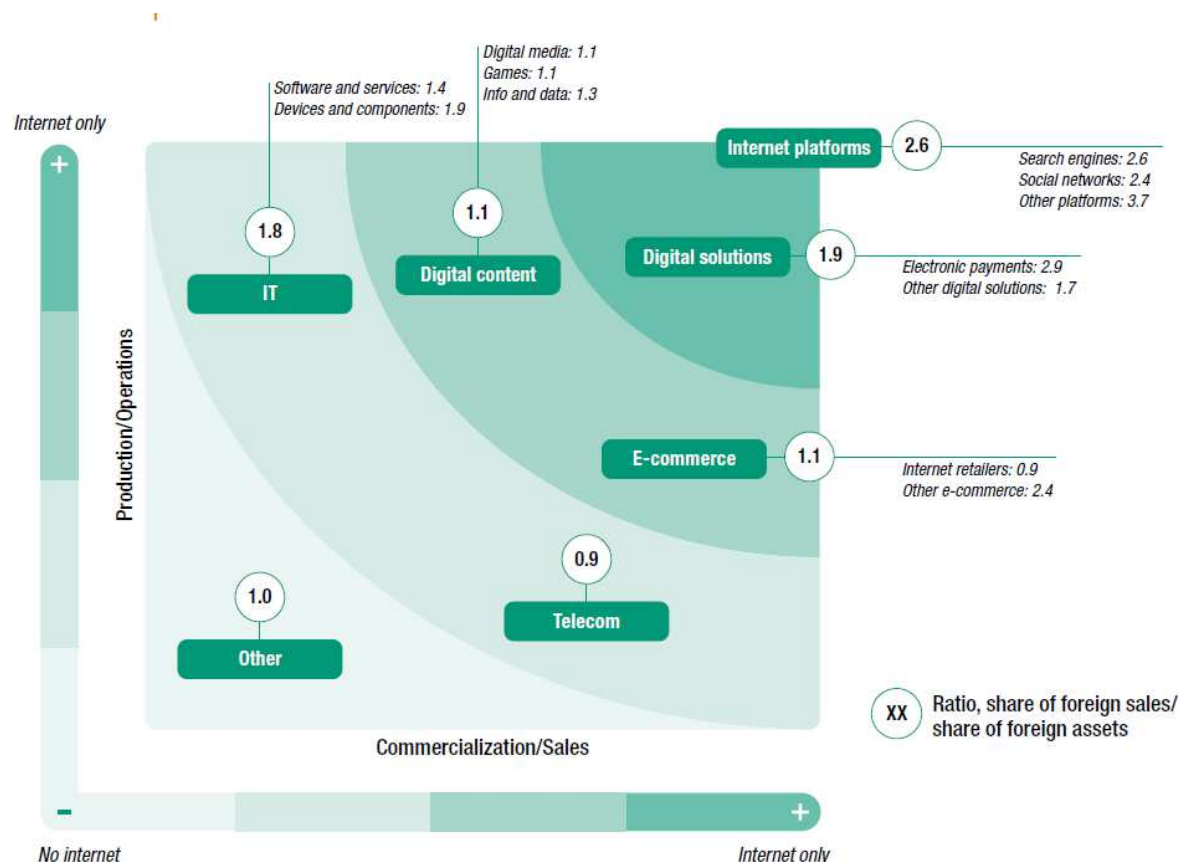 Digital media: 1.1
Games: 1.1
Info and data: 1.3
Software and services: 1.4
Devices and components: 1.9
Internet only
+
Internet platforms
2.6
Search engines: 2.6
Social networks: 2.4
Other platforms: 3.7
1.8
IT
1.1
Digital content
Digital solutions
1.9
Electronic payments: 2.9
Other digital solutions: 1.7
Production/Operations
E-commerce
1.1
Internet retailers: 0.9
Other e-commerce: 2.4
0.9
Telecom
1.0
Other
XX
Ratio, share of foreign sales/
share of foreign assets
Commercialization/Sales
-
+
No internet
Internet only